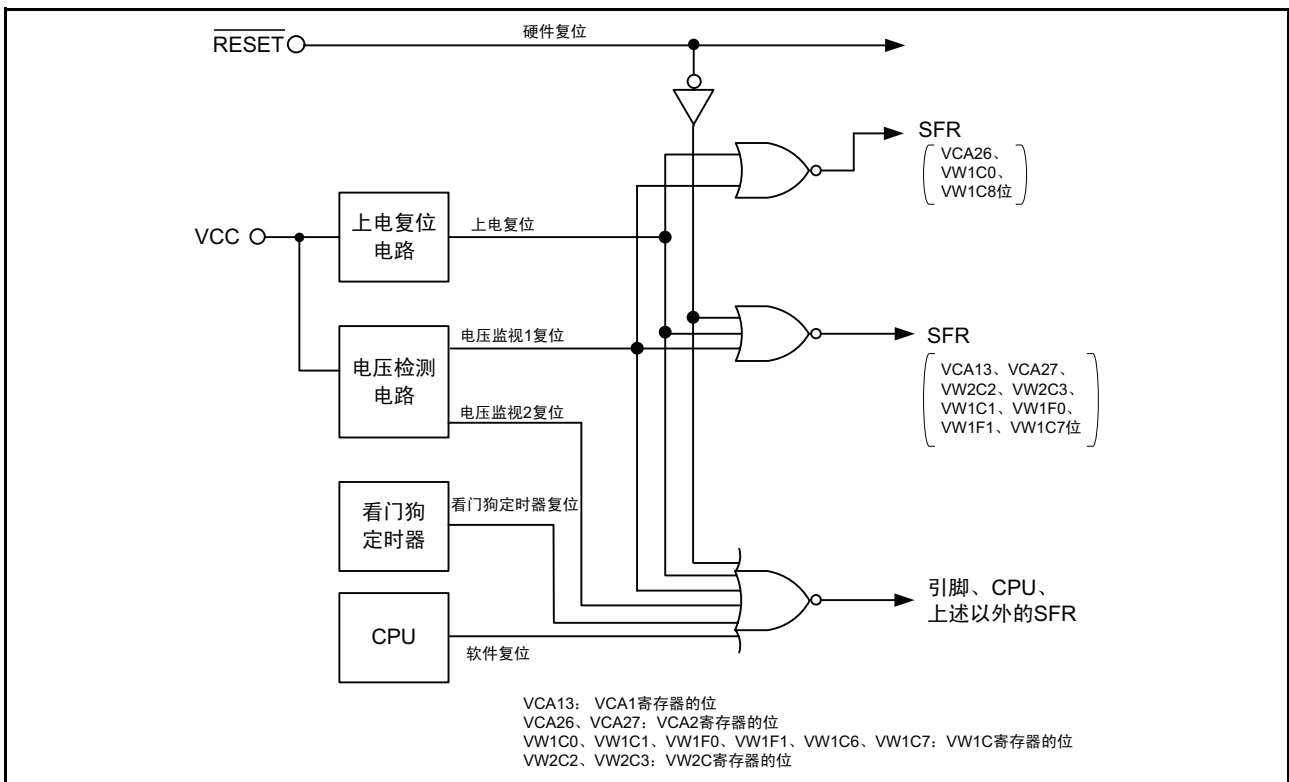 RESET
硬件复位
SFR
VCA26、
VW1C0、
VW1C8位
上电复位
电路
上电复位
VCC
SFR
VCA13、VCA27、
VW2C2、VW2C3、
VW1C1、VW1F0、
VW1F1、VW1C7位
电压检测
电路
电压监视1复位
电压监视2复位
看门狗
定时器
看门狗定时器复位
引脚、CPU、
上述以外的SFR
CPU
软件复位
VCA13： VCA1寄存器的位
VCA26、VCA27：VCA2寄存器的位
VW1C0、VW1C1、VW1F0、VW1F1、VW1C6、VW1C7：VW1C寄存器的位
VW2C2、VW2C3：VW2C寄存器的位